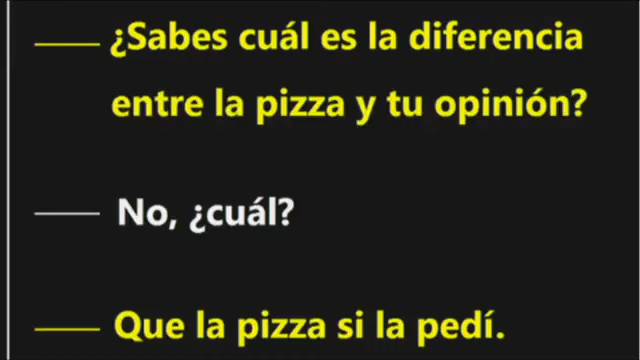 ¿Sabes cuál es la diferencia
entre la pizza y tu opinión?
No, ¿cuál?
Que la pizza si la pedí.